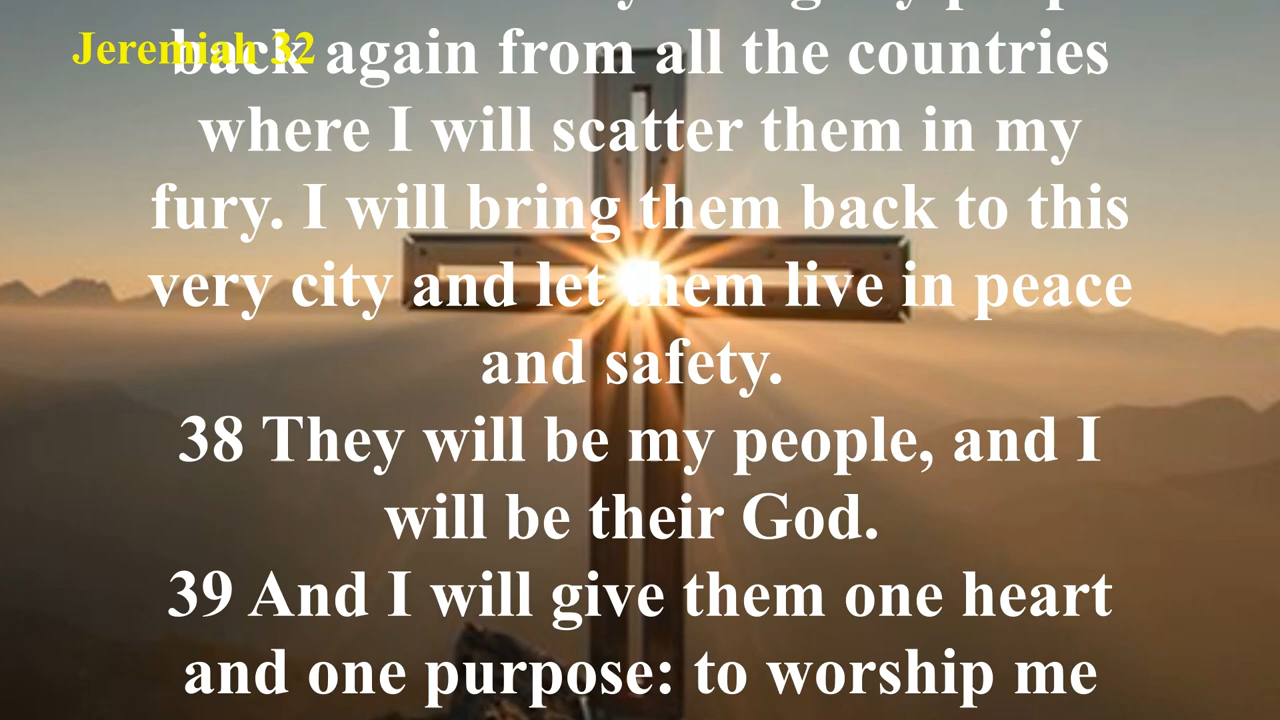 Jeremiah 32
back again from all the countries
where I will scatter them in my
fury. I will bring them back to this
very city and let them live in peace
and safety.
38 They will be my people, and I
will be their God.
39 And I will give them one heart
and one purpose: to worship me